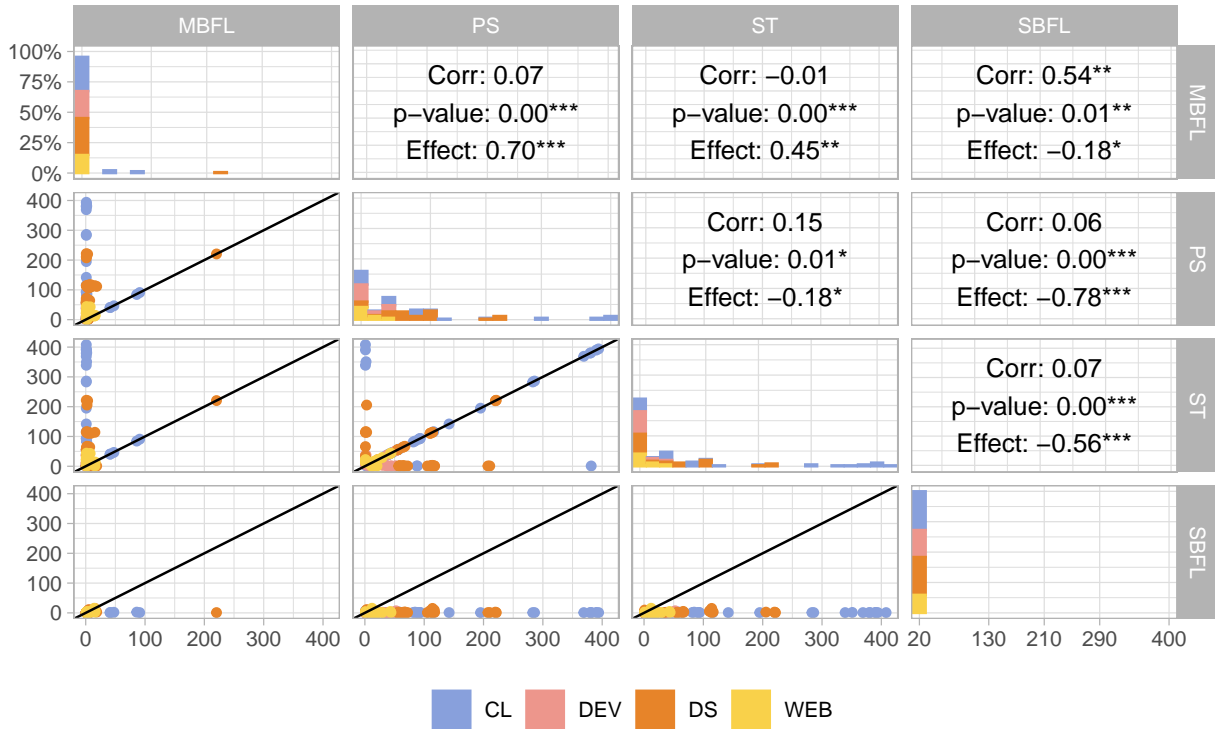 MBFL PS ST SBFL
100%
75%
50%
25%
0%
Corr: 0.07
p−value: 0.00***
Effect: 0.70***
Corr: −0.01
p−value: 0.00***
Effect: 0.45**
Corr: 0.54**
p−value: 0.01**
Effect: −0.18*
MBFL
400
300
200
100
0
Corr: 0.15
p−value: 0.01*
Effect: −0.18*
Corr: 0.06
p−value: 0.00***
Effect: −0.78***
PS
400
300
200
100
0
Corr: 0.07
p−value: 0.00***
Effect: −0.56***
ST
400
300
200
100
0
SBFL
0 100 200 300 400 0 100 200 300 400 0 100 200 300 400 20 130 210 290 400
CL DEV DS WEB